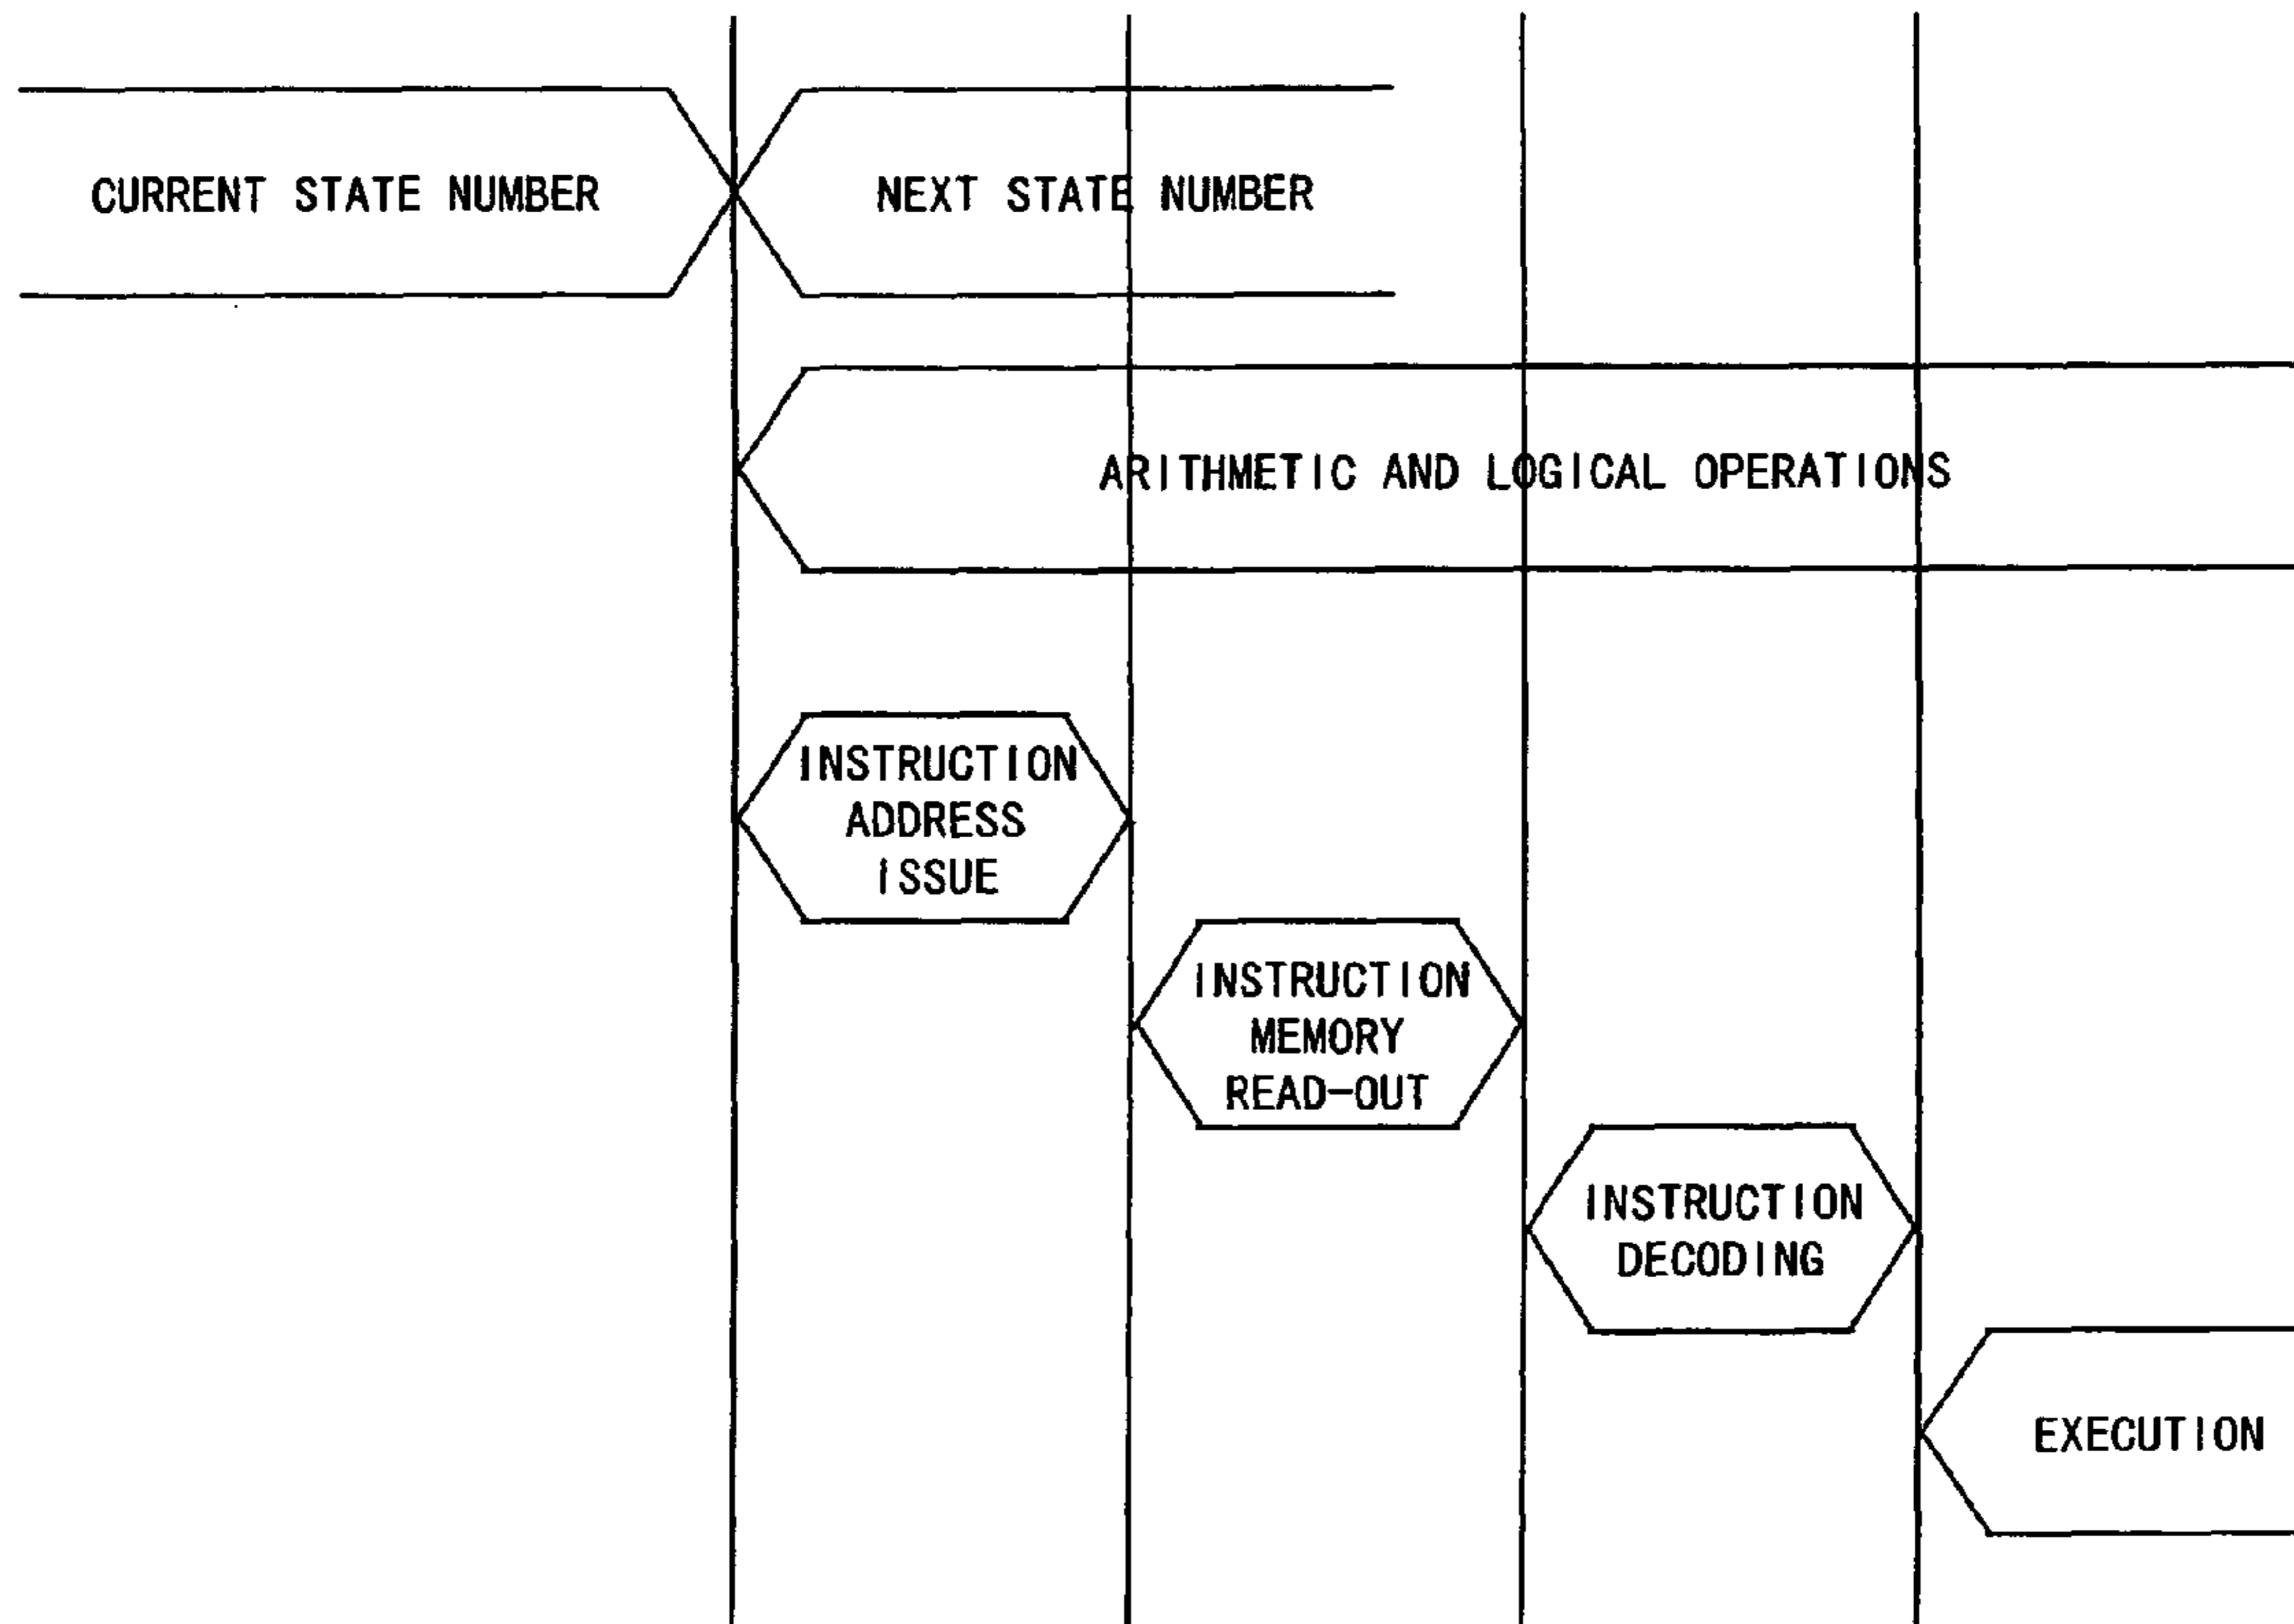 CURRENT STATE NUMBER
NEXT STATE NUMBER
ARITHMETIC AND LOGICAL OPERATIONS
INSTRUCTION
ADDRESS
ISSUE
INSTRUCTION
MEMORY
READ-OUT
INSTRUCTION
DECODING
EXECUTION